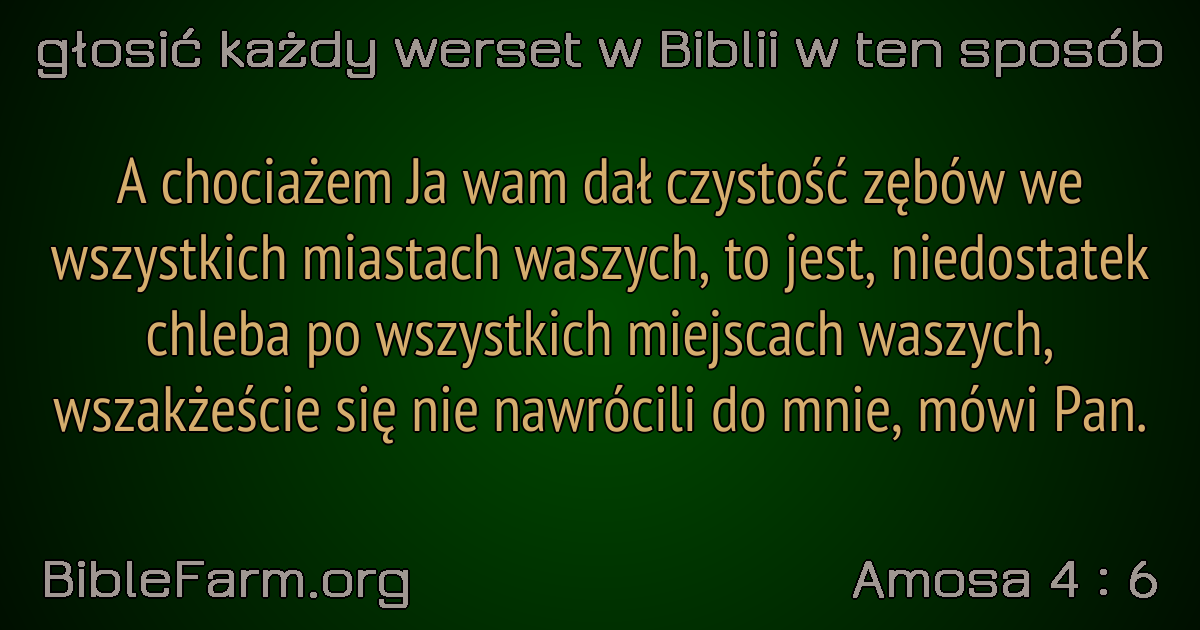 głosić każdy werset w Biblii w ten sposób
A chociażem Ja wam dał czystość zębów we
wszystkich miastach waszych, to jest, niedostatek
chleba po wszystkich miejscach waszych,
wszakżeście się nie nawrócili do mnie, mówi Pan.
BibleFarm.org
Amosa 4 : 6